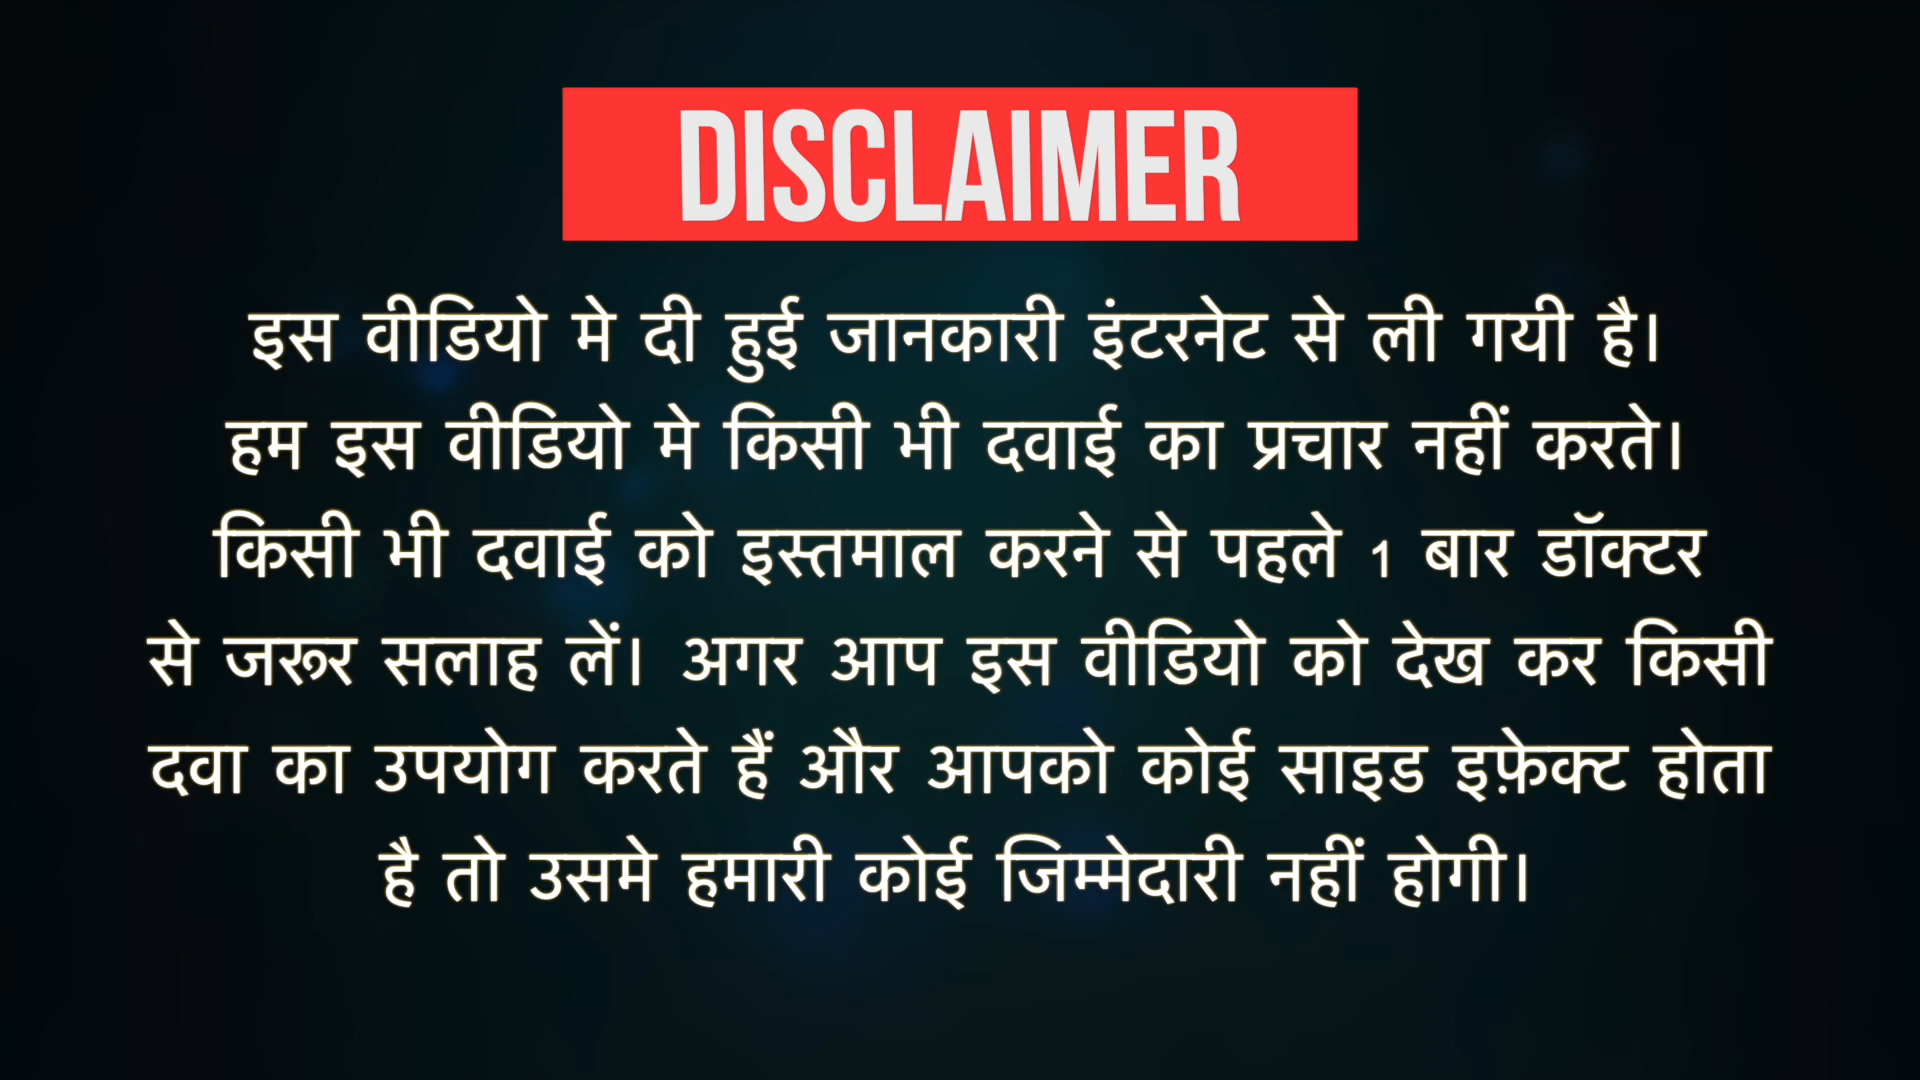 DISCLAIMER
इस वीडियो मे दी हुई जानकारी इंटरनेट से ली गयी है।
हम इस वीडियो मे किसी भी दवाई का प्रचार नहीं करते।
किसी भी दवाई को इस्तमाल करने से पहले 1 बार डॉक्टर
से जरूर सलाह लें। अगर आप इस वीडियो को देख कर किसी
दवा का उपयोग करते हैं और आपको कोई साइड इफ़ेक्ट होता
है तो उसमे हमारी कोई जिम्मेदारी नहीं होगी।